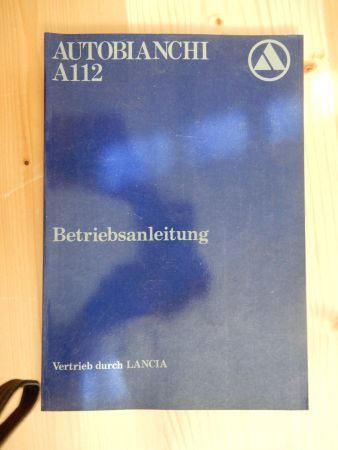 AUTOBIANCHI
A112
Betriebsanleitung
Vertrieb durch LANCIA